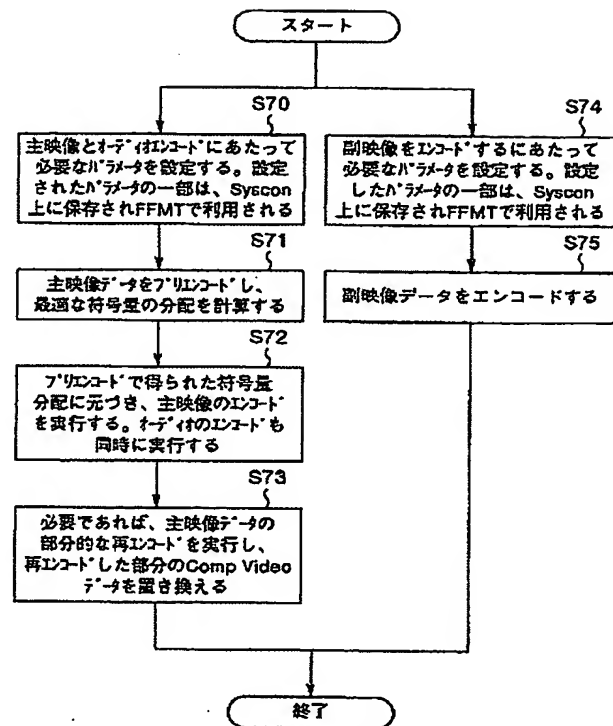 スタート
S70
主映像とオーディオエンコードにあたって
必要なパラメータを設定する。設定
されたパラメータの一部は、Syscon
上に保存されFFMTで利用される
S71
主映像データをプリエンコードし、
最適な符号量の分配を計算する
S72
プリエンコードで得られた符号量
分配に元づき、主映像のエンコード
を実行する。オーディオのエンコードも
同時に実行する
S73
必要であれば、主映像データの
部分的な再エンコードを実行し、
再エンコードした部分のComp Video
データを置き換える
S74
副映像をエンコードするにあたって
必要なパラメータを設定する。設定
したパラメータの一部は、Syscon
上に保存されFFMTで利用される
S75
副映像データをエンコードする
終了